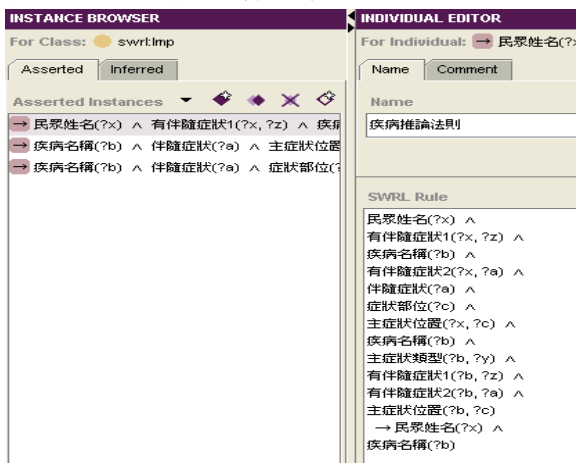 INSTANCE BROWSER
For Class: swrl:Imp
Asserted Inferred
Asserted Instances
→ 民眾姓名(?x) ∧ 有伴隨症狀1(?x, ?z) ∧ 疾病
→ 疾病名稱(?b) ∧ 伴隨症狀(?a) ∧ 主症狀位置
→ 疾病名稱(?b) ∧ 伴隨症狀(?a) ∧ 症狀部位(?
INDIVIDUAL EDITOR
For Individual: → 民眾姓名(?x
Name Comment
Name
疾病推論法則
SWRL Rule
民眾姓名(?x) ∧
有伴隨症狀1(?x, ?z) ∧
疾病名稱(?b) ∧
有伴隨症狀2(?x, ?a) ∧
伴隨症狀(?a) ∧
症狀部位(?c) ∧
主症狀位置(?x, ?c) ∧
疾病名稱(?b) ∧
主症狀類型(?b, ?y) ∧
有伴隨症狀1(?b, ?z) ∧
有伴隨症狀2(?b, ?a) ∧
主症狀位置(?b, ?c)
→ 民眾姓名(?x) ∧
疾病名稱(?b)